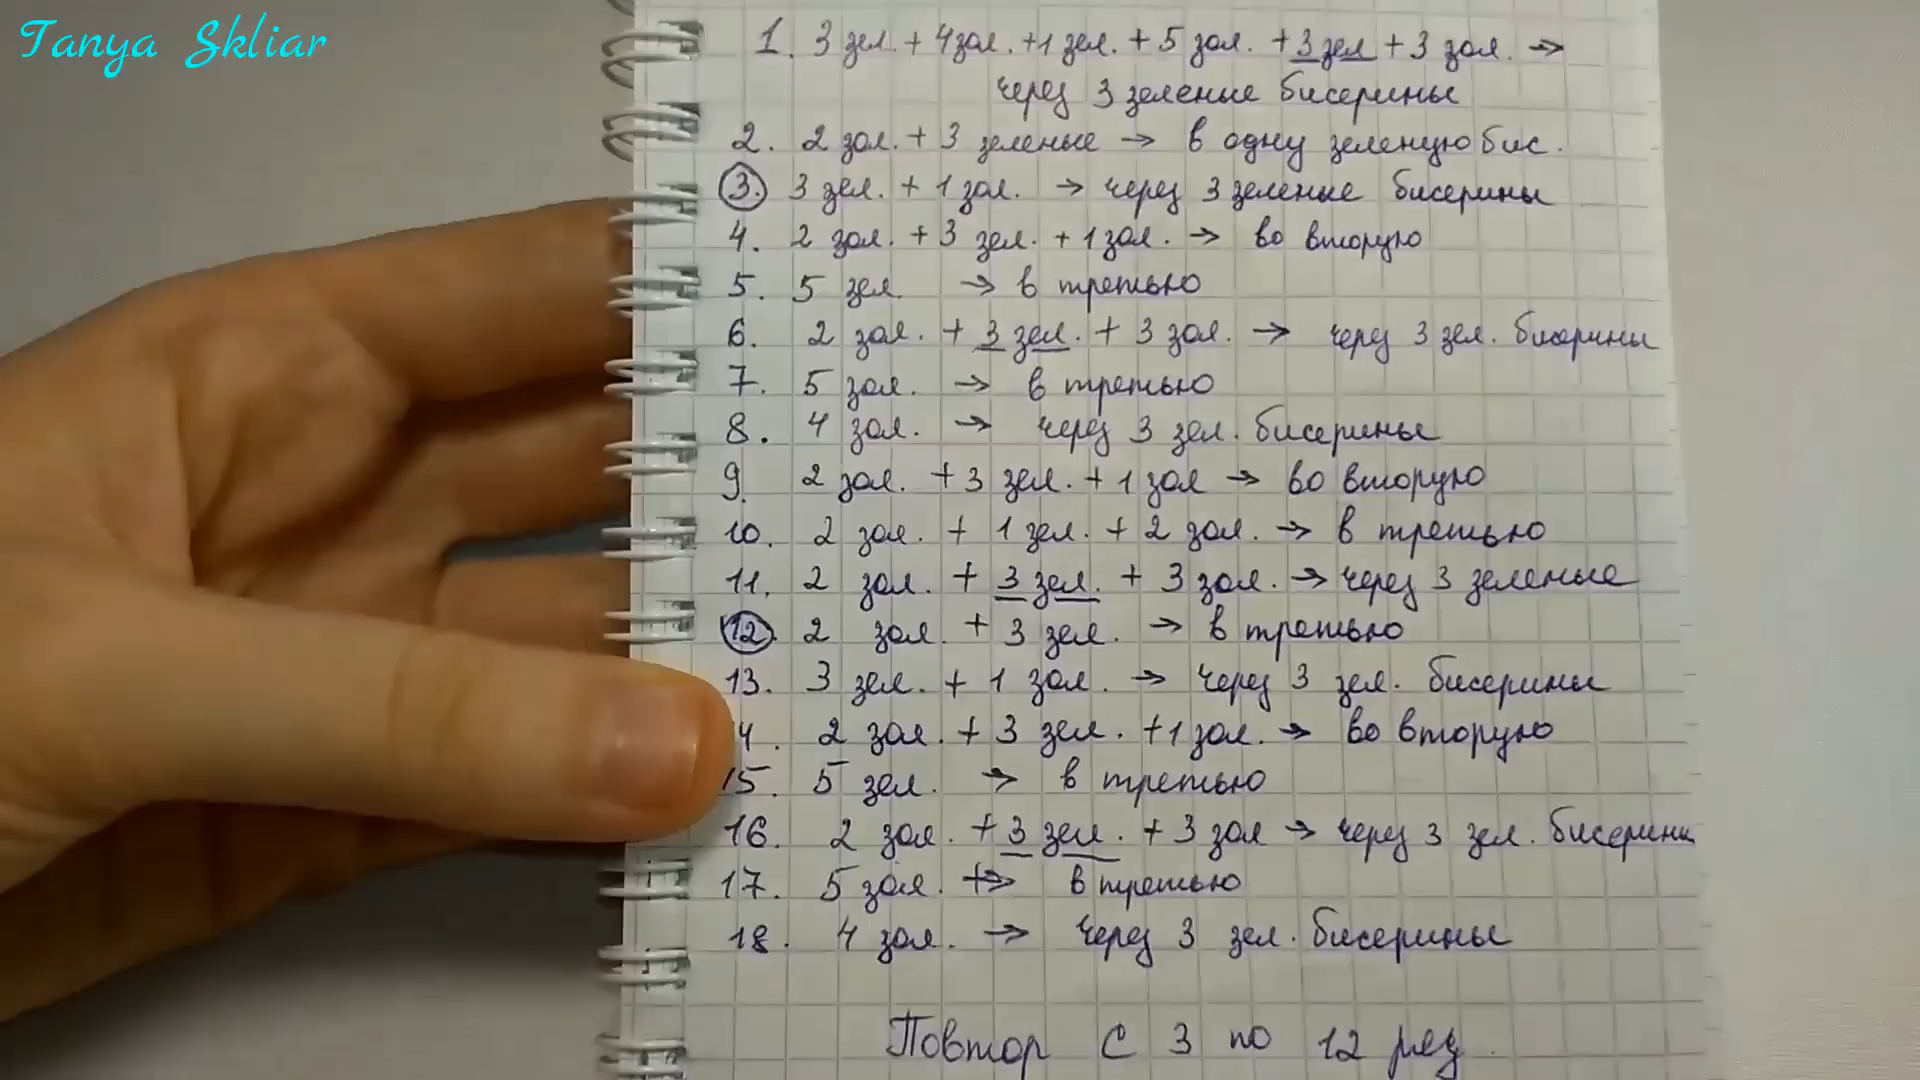 Tanya Skliar
1. 3 зел. + 4 зол. + 1 зел. + 5 зол. + 3 зел + 3 зол. →
через 3 зеленые бисерины
2. 2 зол. + 3 зеленые → в одну зеленую бис.
3. 3 зел. + 1 зол. → через 3 зеленые бисерины
4. 2 зол. + 3 зел. + 1 зол. → во вторую
5. 5 зел → в третью
6. 2 зол. + 3 зел. + 3 зол. → через 3 зел. бисерины
7. 5 зол. → в третью
8. 4 зол. → через 3 зел. бисерины
9. 2 зол. + 3 зел. + 1 зол → во вторую
10. 2 зол. + 1 зел. + 2 зол. → в третью
11. 2 зол. + 3 зел. + 3 зол. → через 3 зеленые
12. 2 зол. + 3 зел. → в третью
13. 3 зел. + 1 зол. → через 3 зел. бисерины
4. 2 зол. + 3 зел. + 1 зол. → во вторую
15. 5 зел. → в третью
16. 2 зол. + 3 зел. + 3 зол → через 3 зел. бисерины
17. 5 зол. → в третью
18. 4 зол. → через 3 зел. бисерины
Повтор с 3 по 12 ряд.